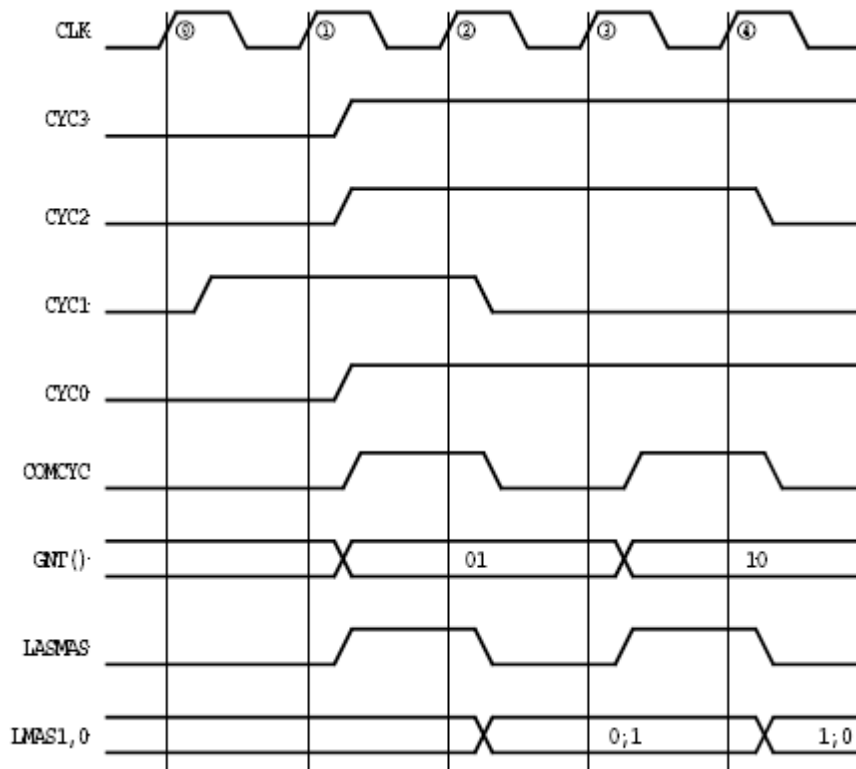 CLK ⓪ ① ② ③ ④
CYC3
CYC2
CYC1
CYC0
COMCYC
GNT() 01 10
LASMAS
LMAS1,0 0;1 1;0